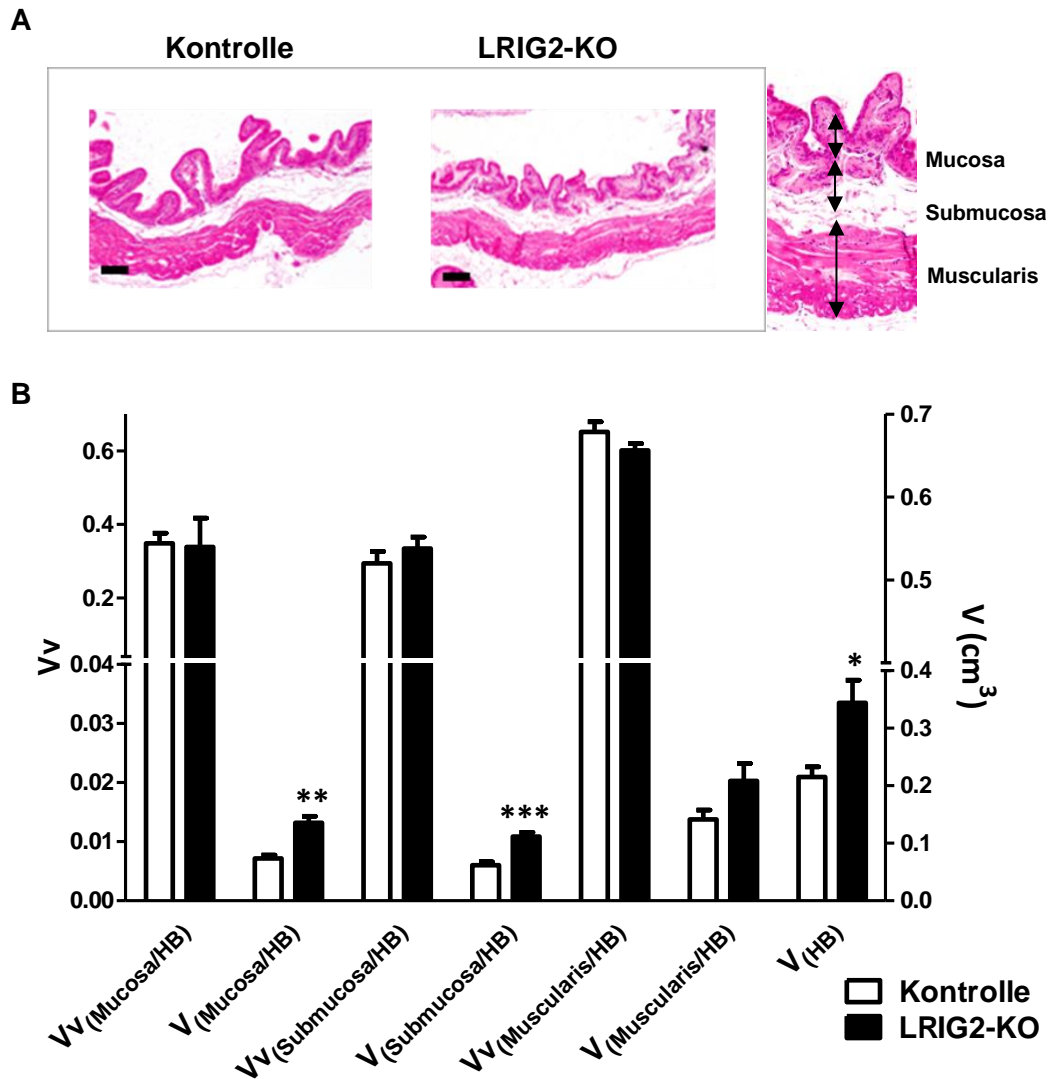 A
Kontrolle LRIG2-KO
Mucosa
Submucosa
Muscularis
B
Vv
0.6
0.4
0.2
0.04
0.03
0.02
0.01
0.00
** *** *
0.7
0.6
0.5
0.4
0.3
0.2
0.1
0.0
V (cm³)
Vv(Mucosa/HB)
V(Mucosa/HB)
Vv(Submucosa/HB)
V(Submucosa/HB)
Vv(Muscularis/HB)
V(Muscularis/HB)
V(HB)
Kontrolle
LRIG2-KO